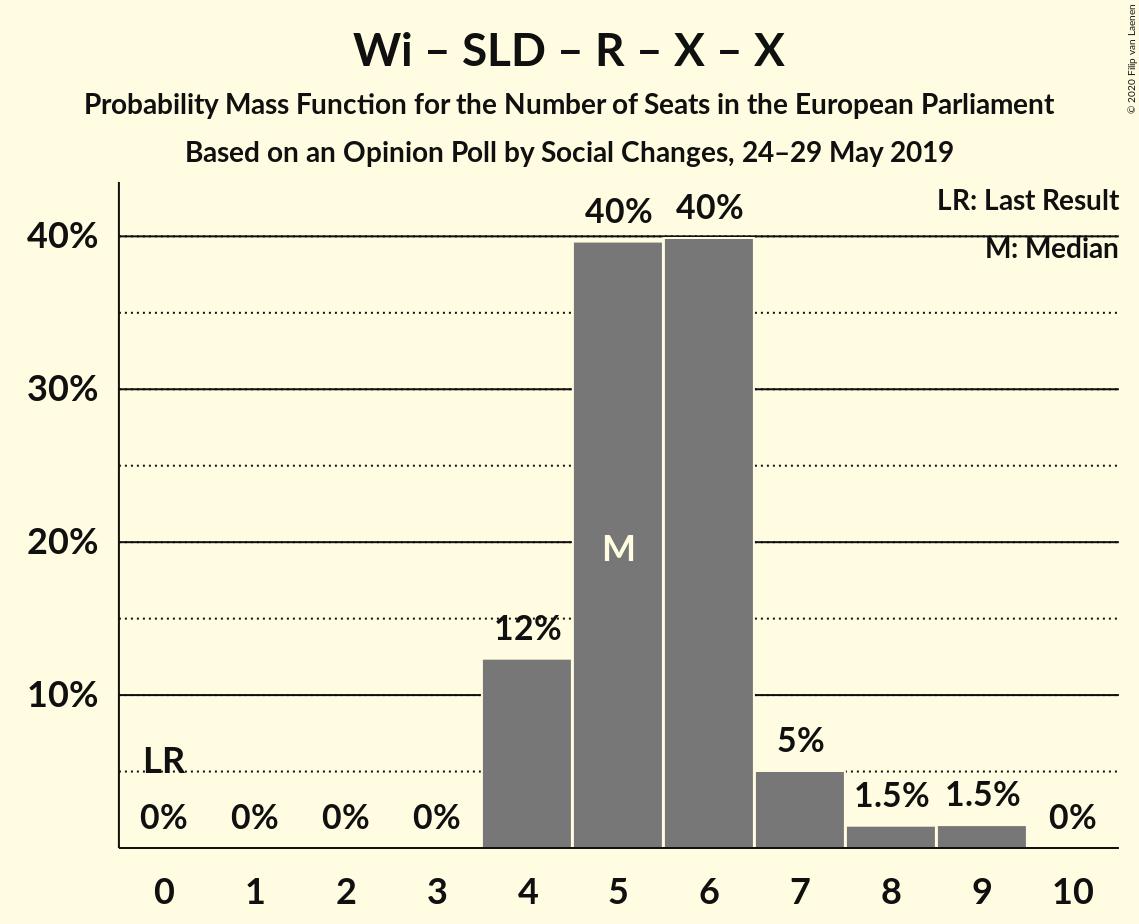 Wi – SLD – R – X – X
Probability Mass Function for the Number of Seats in the European Parliament
Based on an Opinion Poll by Social Changes, 24–29 May 2019
© 2020 Filip van Laenen
LR: Last Result
M: Median
40%
30%
20%
10%
LR
0%
0%
0%
0%
12%
40%
M
40%
5%
1.5%
1.5%
0%
0 1 2 3 4 5 6 7 8 9 10